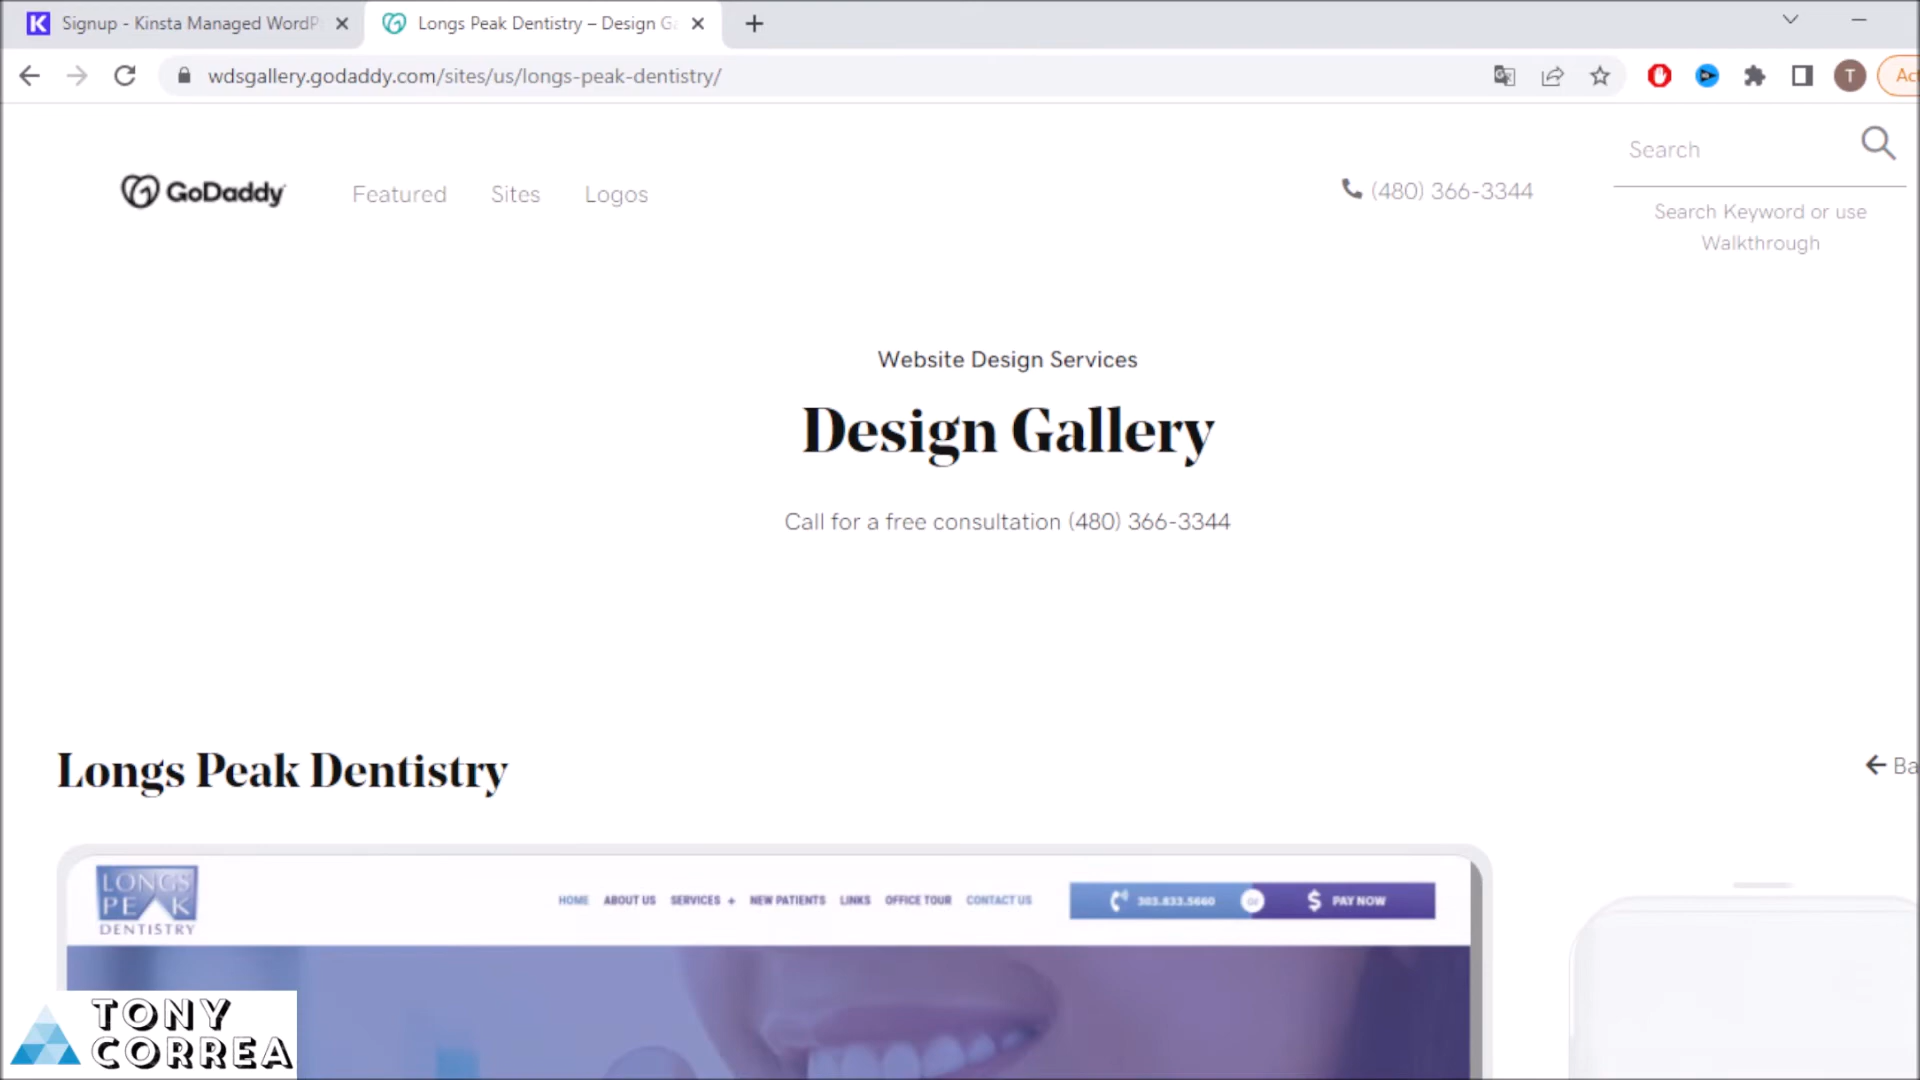 Signup - Kinsta Managed WordP
Longs Peak Dentistry – Design Ga
wdsgallery.godaddy.com/sites/us/longs-peak-dentistry/
T
Act
GoDaddy
Featured
Sites
Logos
(480) 366-3344
Search
Search Keyword or use
Walkthrough
Website Design Services
Design Gallery
Call for a free consultation (480) 366-3344
Longs Peak Dentistry
Ba
LONGS
PEAK
DENTISTRY
HOME
ABOUT US
SERVICES +
NEW PATIENTS
LINKS
OFFICE TOUR
CONTACT US
303.833.5660
or
$ PAY NOW
TONY
CORREA